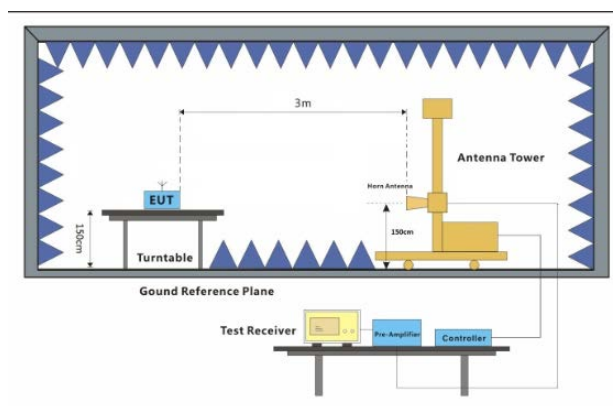 3m
Antenna Tower
Horn Antenna
EUT
150cm
150cm
Turntable
Gound Reference Plane
Test Receiver
Pre-Amplifier
Controller